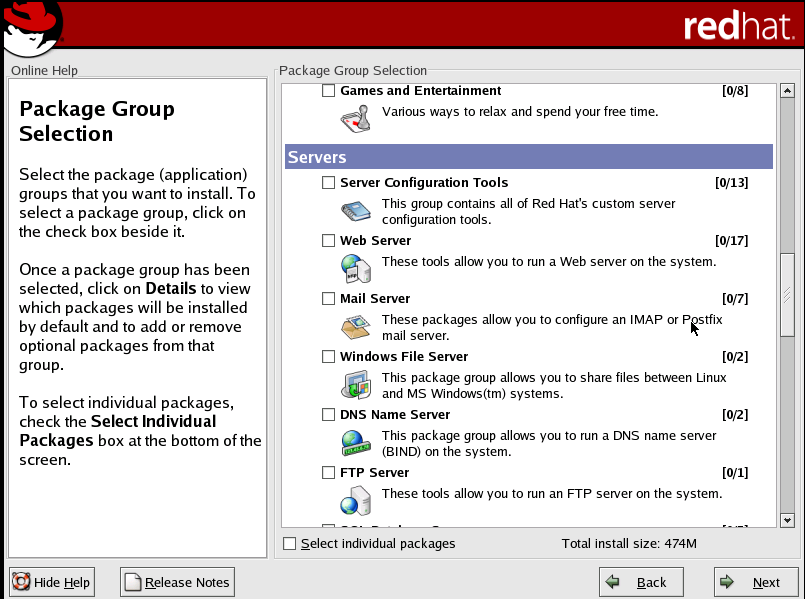 redhat.
Online Help
Package Group
Selection
Select the package (application)
groups that you want to install. To
select a package group, click on
the check box beside it.
Once a package group has been
selected, click on Details to view
which packages will be installed
by default and to add or remove
optional packages from that
group.
To select individual packages,
check the Select Individual
Packages box at the bottom of the
screen.
Package Group Selection
Games and Entertainment [0/8]
Various ways to relax and spend your free time.
Servers
Server Configuration Tools [0/13]
This group contains all of Red Hat's custom server
configuration tools.
Web Server [0/17]
These tools allow you to run a Web server on the system.
Mail Server [0/7]
These packages allow you to configure an IMAP or Postfix
mail server.
Windows File Server [0/2]
This package group allows you to share files between Linux
and MS Windows(tm) systems.
DNS Name Server [0/2]
This package group allows you to run a DNS name server
(BIND) on the system.
FTP Server [0/1]
These tools allow you to run an FTP server on the system.
Select individual packages Total install size: 474M
Hide Help Release Notes Back Next